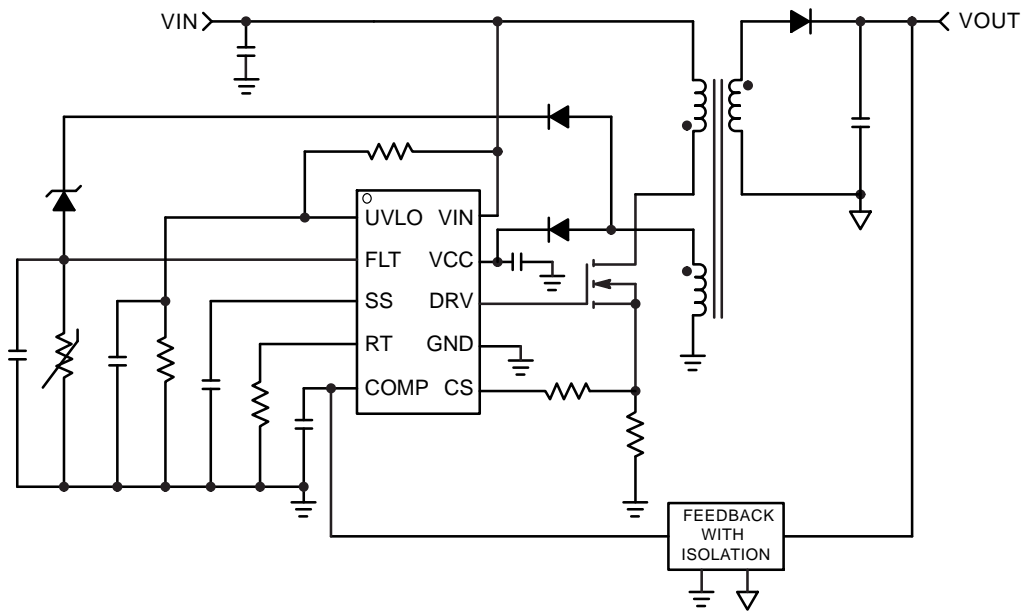 VIN
VOUT
UVLO VIN
FLT VCC
SS DRV
RT GND
COMP CS
FEEDBACK
WITH
ISOLATION